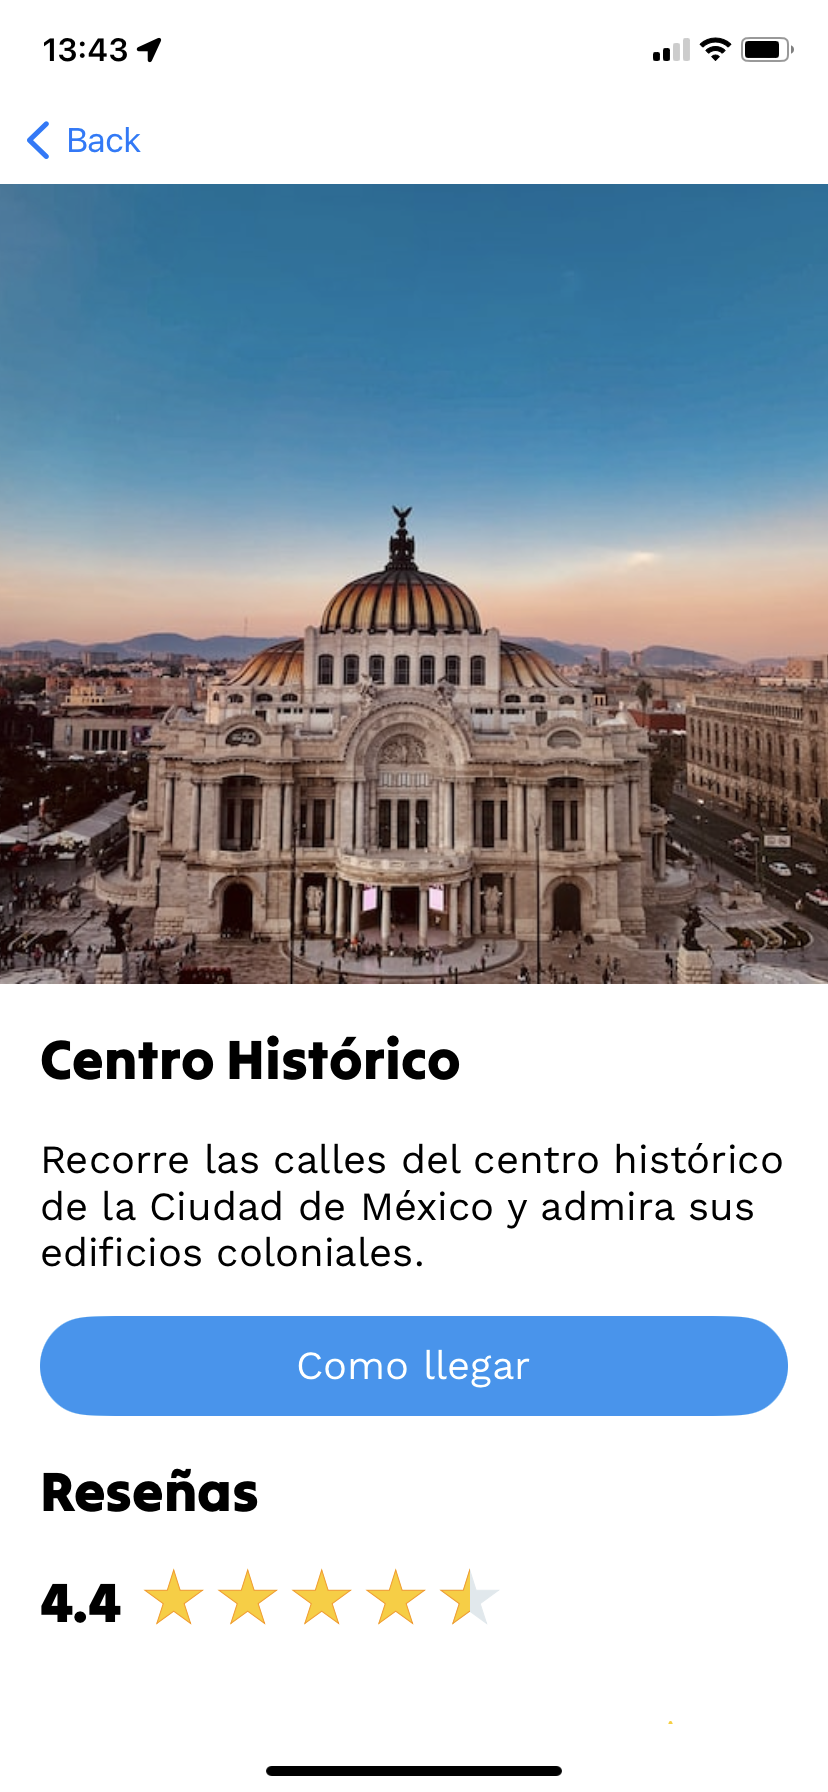 13:43
Back
Centro Histórico
Recorre las calles del centro histórico
de la Ciudad de México y admira sus
edificios coloniales.
Como llegar
Reseñas
4.4